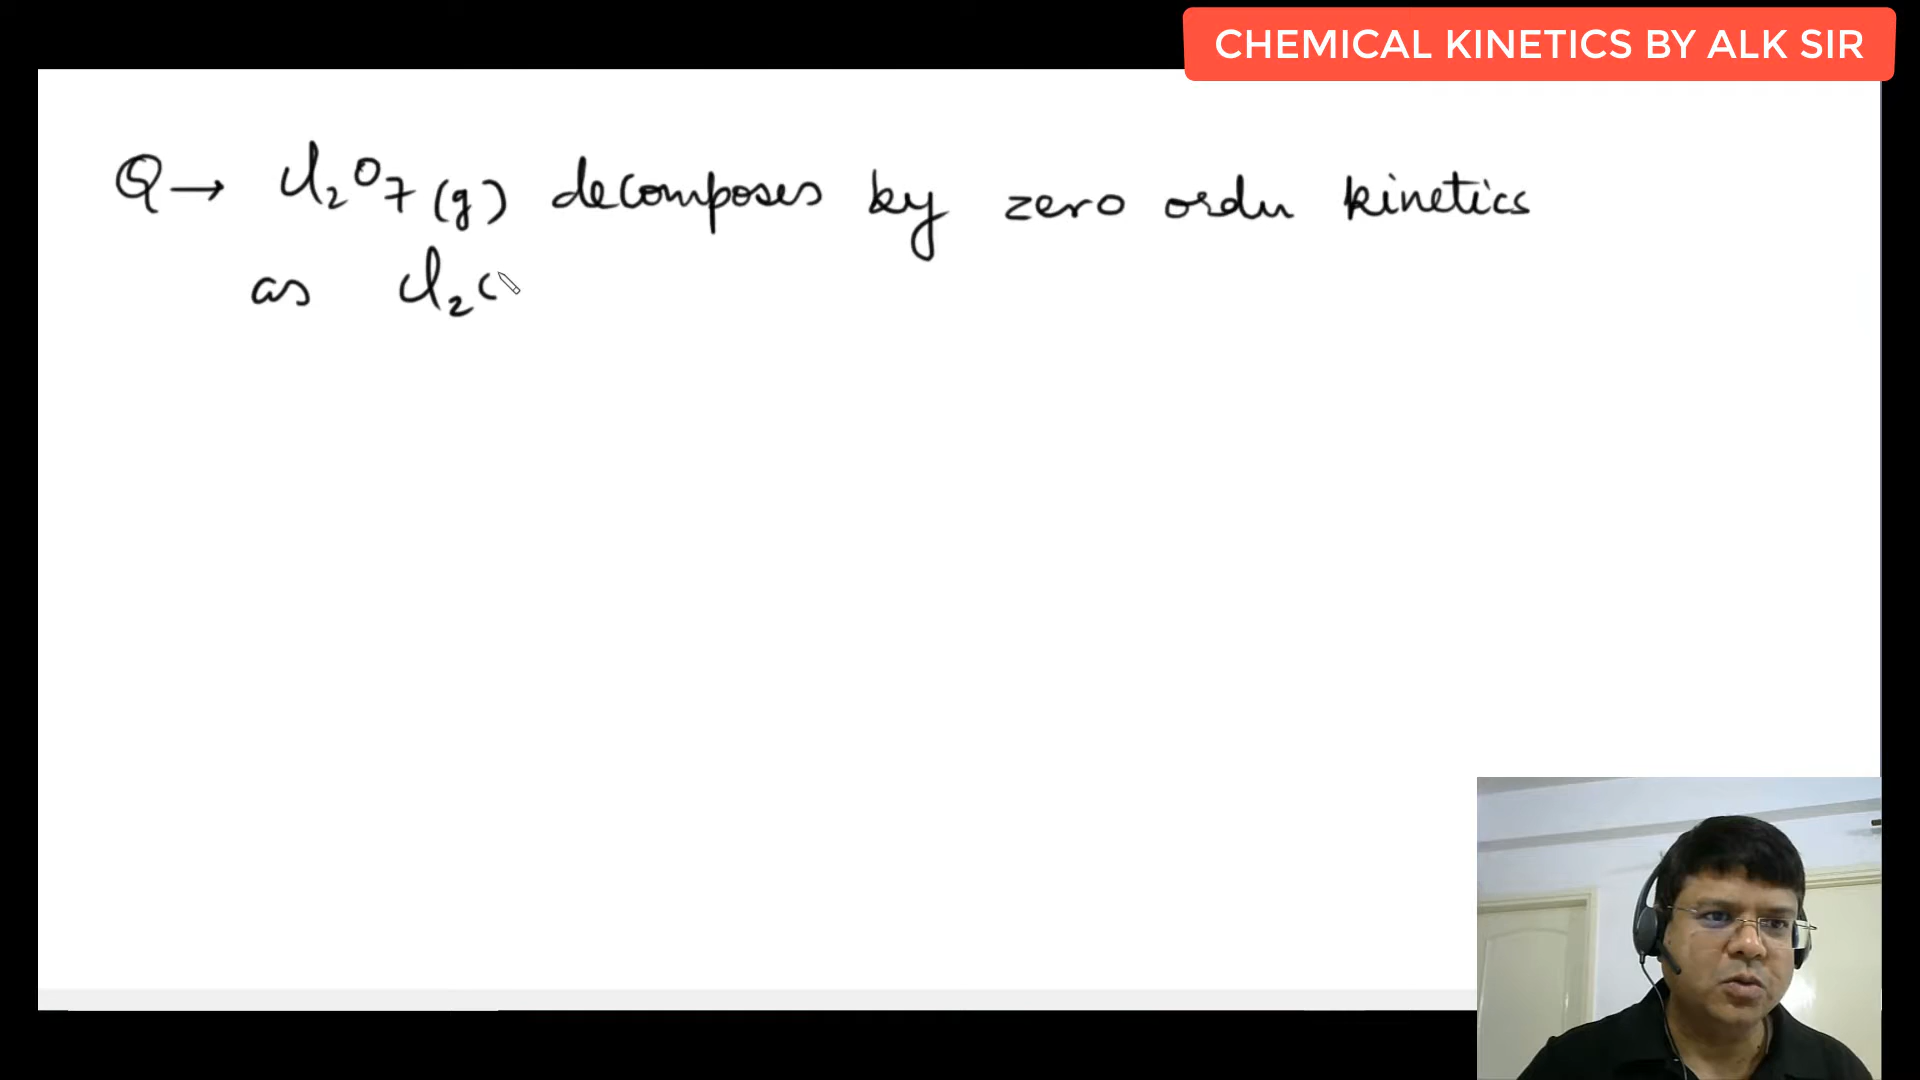 CHEMICAL KINETICS BY ALK SIR
Q → Cl₂O₇ (g) decomposes by zero order kinetics
as Cl₂